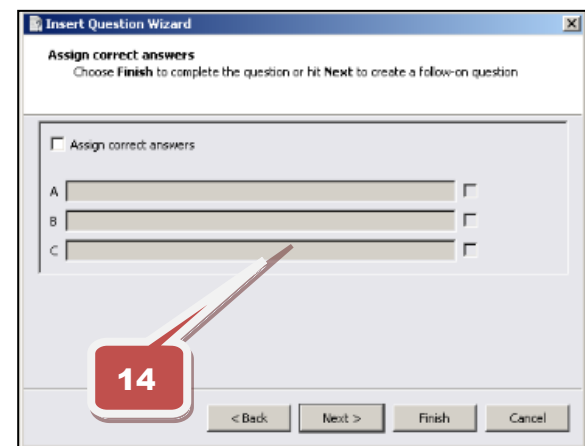 Insert Question Wizard
Assign correct answers
Choose Finish to complete the question or hit Next to create a follow-on question
Assign correct answers
A
B
C
14
< Back Next > Finish Cancel